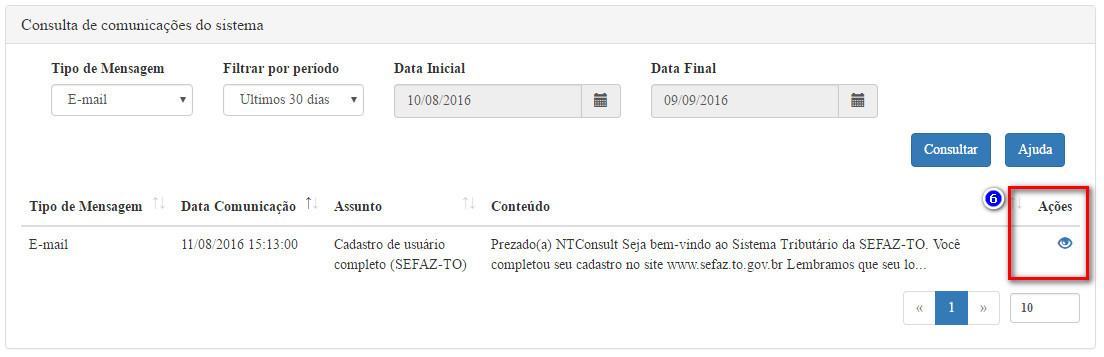 Consulta de comunicações do sistema
Tipo de Mensagem Filtrar por período Data Inicial Data Final
E-mail Ultimos 30 dias 10/08/2016 09/09/2016
Consultar Ajuda
6
Tipo de Mensagem Data Comunicação Assunto Conteúdo Ações
E-mail 11/08/2016 15:13:00 Cadastro de usuário Prezado(a) NTConsult Seja bem-vindo ao Sistema Tributário da SEFAZ-TO. Você
completo (SEFAZ-TO) completou seu cadastro no site www.sefaz.to.gov.br Lembramos que seu lo...
« 1 » 10